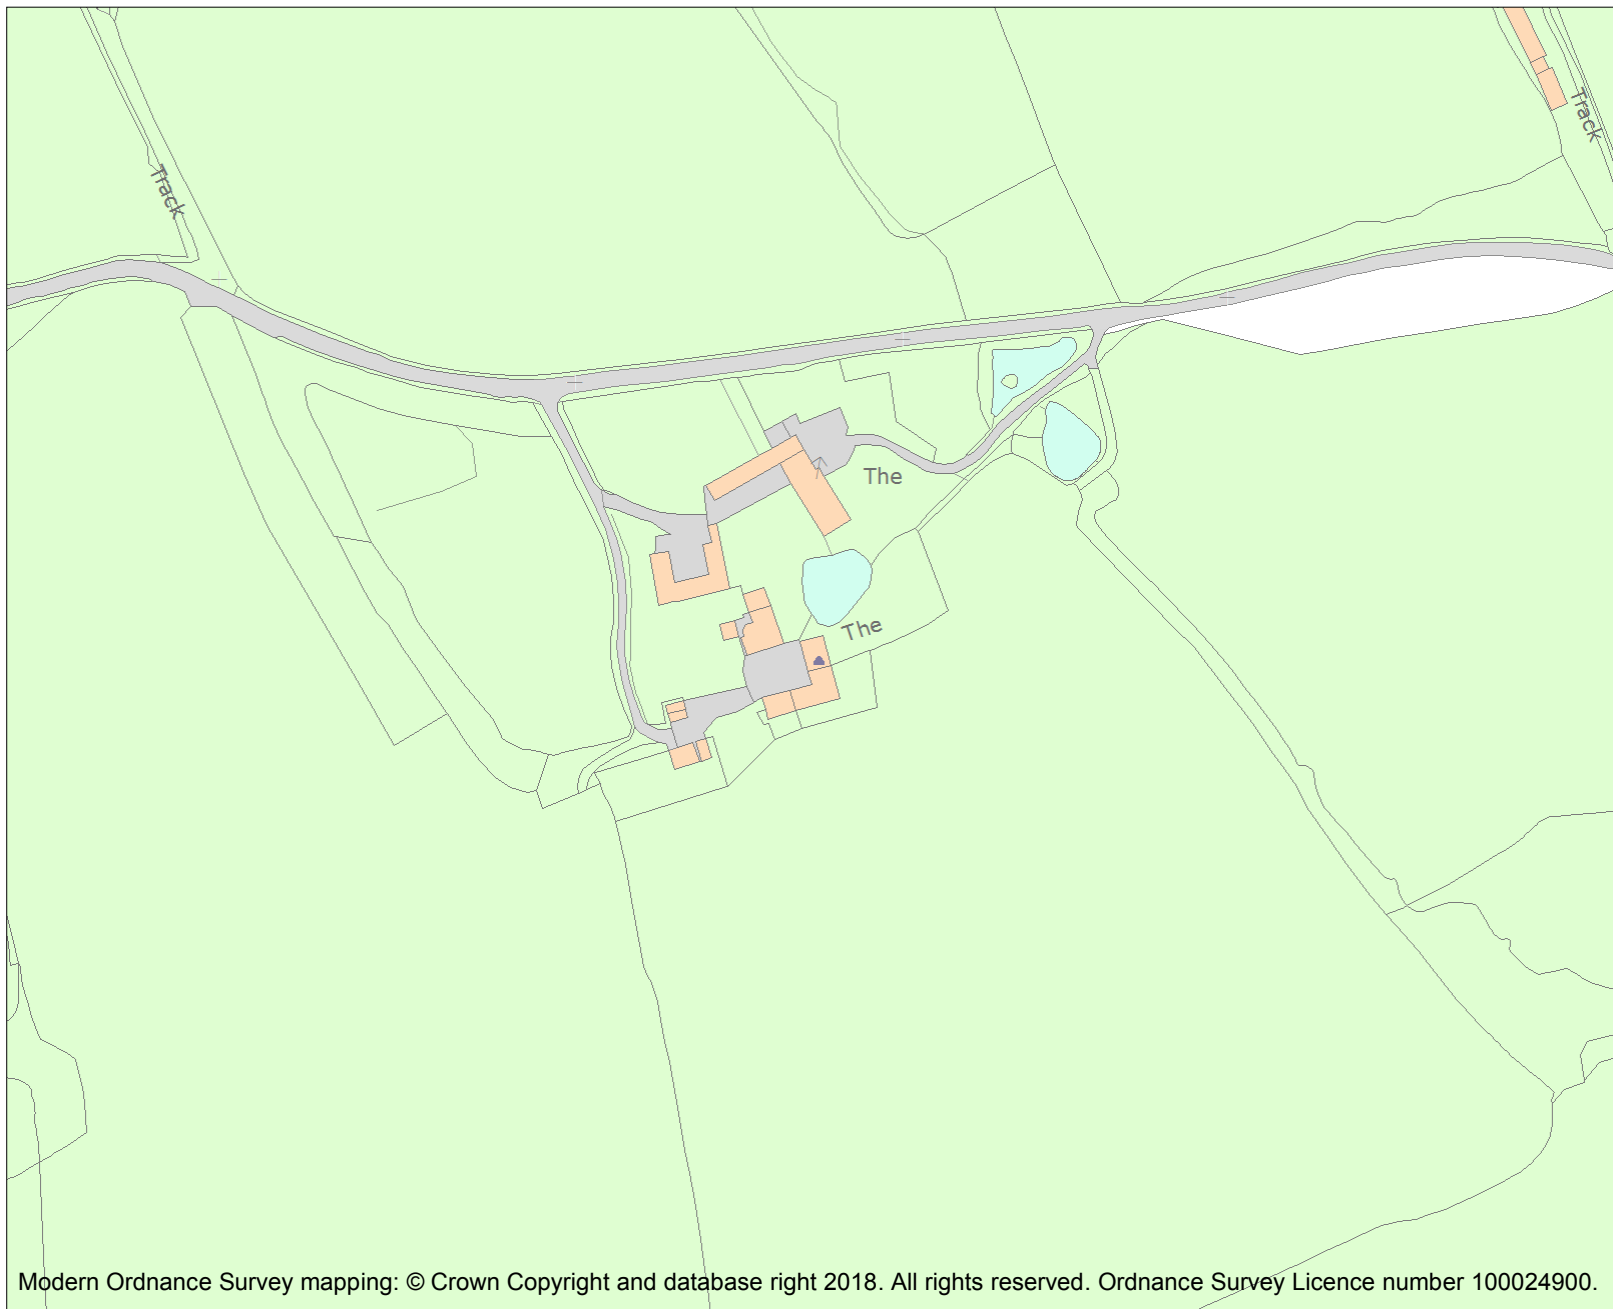 Track
Track
The
The
Modern Ordnance Survey mapping: © Crown Copyright and database right 2018. All rights reserved. Ordnance Survey Licence number 100024900.